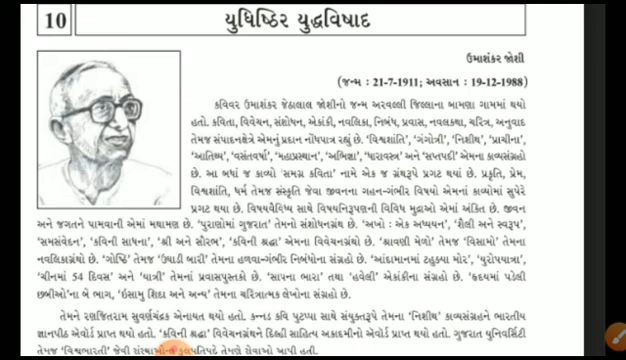 10
યુધિષ્ઠિર યુદ્ધવિષાદ
ઉમાશંકર જોશી
(જન્મ : 21-7-1911; અવસાન : 19-12-1988)
કવિવર ઉમાશંકર જેઠાલાલ જોશીનો જન્મ અરવલ્લી જિલ્લાના બામણા ગામમાં થયો
હતો. કવિતા, વિવેચન, સંશોધન, એકાંકી, નવલિકા, નિબંધ, પ્રવાસ, નવલકથા, ચરિત્ર, અનુવાદ
તેમજ સંપાદનક્ષેત્રે એમનું પ્રદાન નોંધપાત્ર રહ્યું છે. 'વિશ્વશાંતિ', 'ગંગોત્રી', 'નિશીથ', 'પ્રાચીના',
'આતિથ્ય', 'વસંતવર્ષા', 'મહાપ્રસ્થાન', 'અભિજ્ઞા', 'ધારાવસ્ત્ર' અને 'સપ્તપદી' એમના કાવ્યસંગ્રહો
છે. આ બધાં જ કાવ્યો 'સમગ્ર કવિતા' નામે એક જ ગ્રંથરૂપે પ્રગટ થયાં છે. પ્રકૃતિ, પ્રેમ,
વિશ્વશાંતિ, ધર્મ તેમજ સંસ્કૃતિ જેવા જીવનના ગહન-ગંભીર વિષયો એમનાં કાવ્યોમાં સુપેરે
પ્રગટ થયા છે. વિષયવૈવિધ્ય સાથે વિષયનિરૂપણની વિવિધ મુદ્રાઓ એમાં અંકિત છે. જીવન
અને જગતને પામવાની એમાં મથામણ છે. 'પુરાણોમાં ગુજરાત' તેમનો સંશોધનગ્રંથ છે. 'અખો : એક અધ્યયન', 'શૈલી અને સ્વરૂપ',
'સમસંવેદન', 'કવિની સાધના', 'શ્રી અને સૌરભ', 'કવિની શ્રદ્ધા' એમના વિવેચનગ્રંથો છે. 'શ્રાવણી મેળો' તેમજ 'વિસામો' તેમના
નવલિકાગ્રંથો છે. 'ગોષ્ટિ' તેમજ 'ઉઘાડી બારી' તેમના હળવા-ગંભીર નિબંધોના સંગ્રહો છે. 'આંદામાનમાં ટહુક્યા મોર', 'યુરોપયાત્રા',
'ચીનમાં 54 દિવસ' અને 'યાત્રી' તેમનાં પ્રવાસપુસ્તકો છે. 'સાપના ભારા' તથા 'હવેલી' એકાંકીના સંગ્રહો છે. 'હૃદયમાં પડેલી
છબીઓ'ના બે ભાગ, 'ઇસામુ શિદા અને અન્ય' તેમના ચરિત્રાત્મક લેખોના સંગ્રહો છે.
તેમને રણજિતરામ સુવર્ણચંદ્રક એનાયત થયો હતો. કન્નડ કવિ પુટપ્પા સાથે સંયુક્તરૂપે તેમના 'નિશીથ' કાવ્યસંગ્રહને ભારતીય
જ્ઞાનપીઠ એવોર્ડ પ્રાપ્ત થયો હતો. 'કવિની શ્રદ્ધા' વિવેચનગ્રંથને દિલ્હી સાહિત્ય અકાદમીનો એવોર્ડ પ્રાપ્ત થયો હતો. ગુજરાત યુનિવર્સિટી
તેમજ 'વિશ્વભારતી' જેવી કુલપતિપદે તેમણે સેવાઓ આપી હતી.